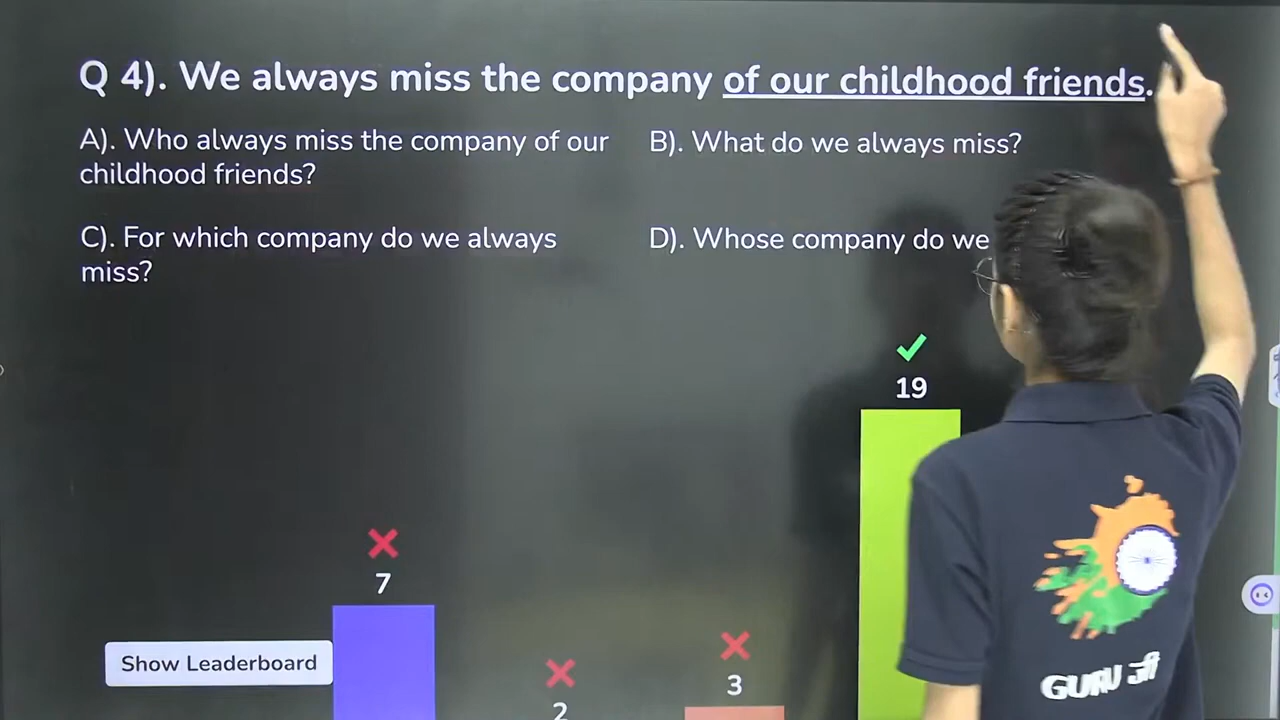 Q 4). We always miss the company of our childhood friends.
A). Who always miss the company of our
childhood friends?
B). What do we always miss?
C). For which company do we always
miss?
D). Whose company do we
19
7
3
2
Show Leaderboard
GURU जी